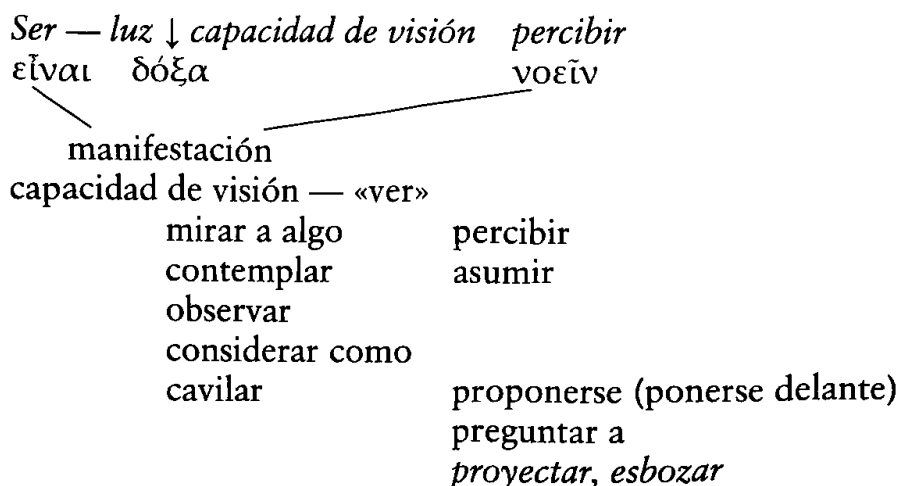 Ser — luz ↓ capacidad de visión percibir
εἶναι δόξα νοεῖν
manifestación
capacidad de visión — «ver»
mirar a algo percibir
contemplar asumir
observar
considerar como
cavilar proponerse (ponerse delante)
preguntar a
proyectar, esbozar